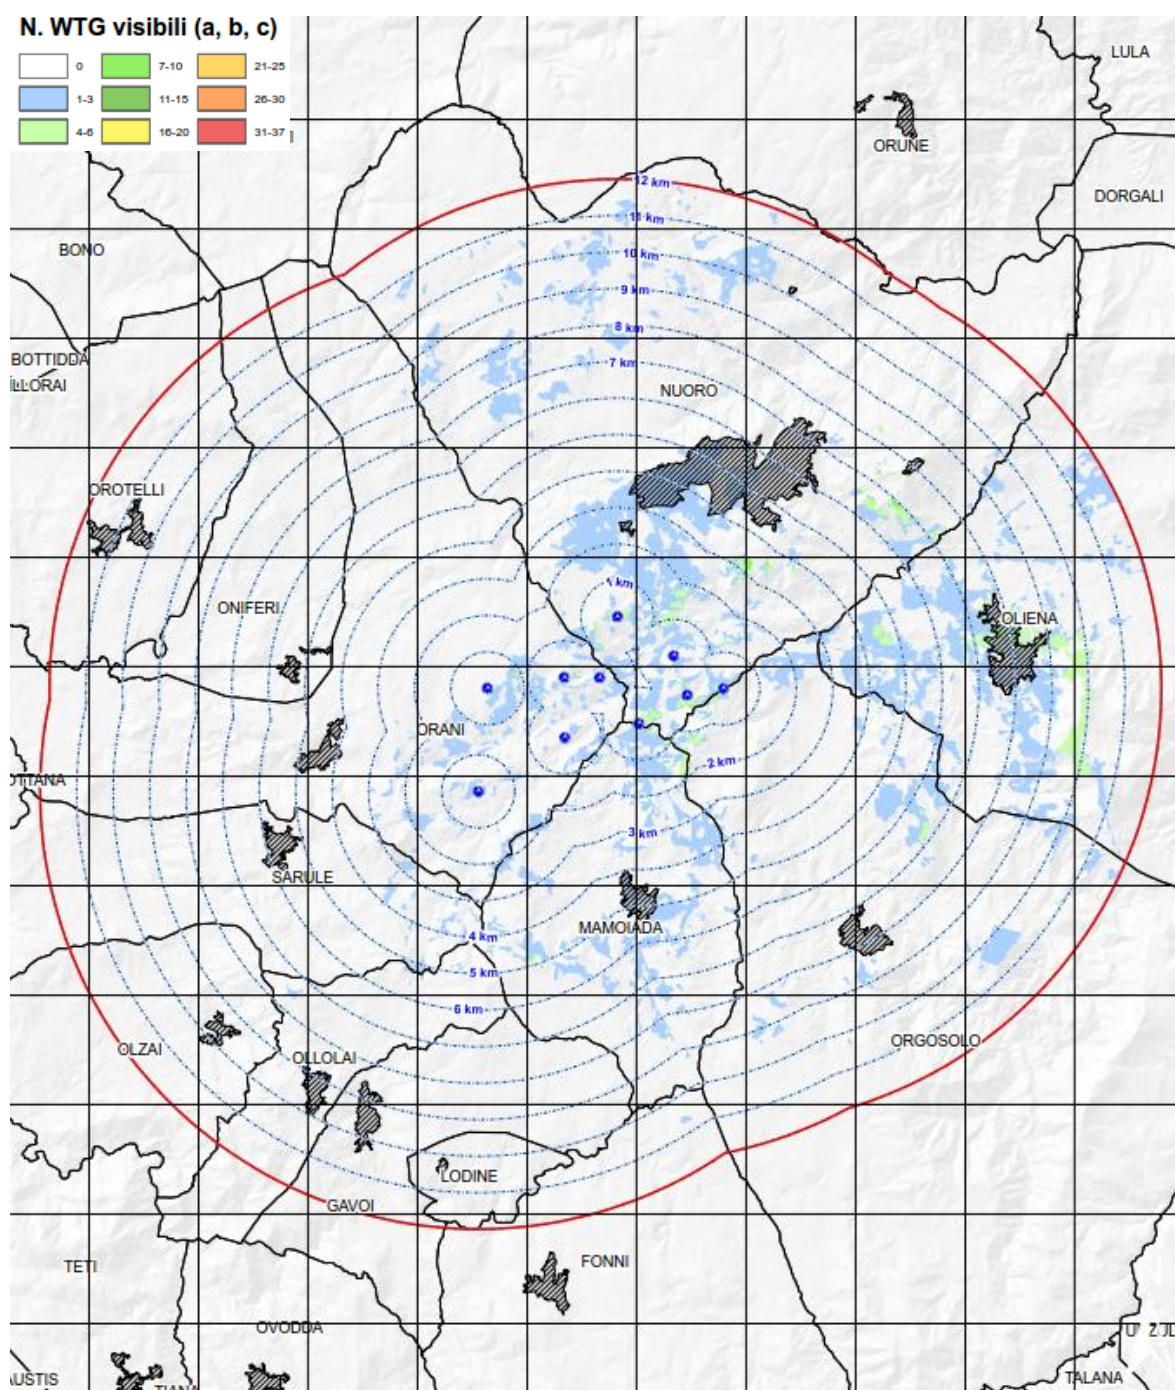 N. WTG visibili (a, b, c)
0
7-10
21-25
1-3
11-15
26-30
4-6
16-20
31-37
LULA
ORUNE
12 km
DORGALI
11 km
BONO
10 km
9 km
8 km
BOTTIDDA
7 km
LLORAI
NUORO
OROTELLI
1 km
ONIFERI
OLIENA
ORANI
2 km
OTTANA
3 km
SARULE
MAMOIADA
4 km
5 km
6 km
ORGOSOLO
OLZAI
OLLOLAI
LODINE
GAVOI
FONNI
TETI
OVODDA
TALANA
AUSTIS
TIANA